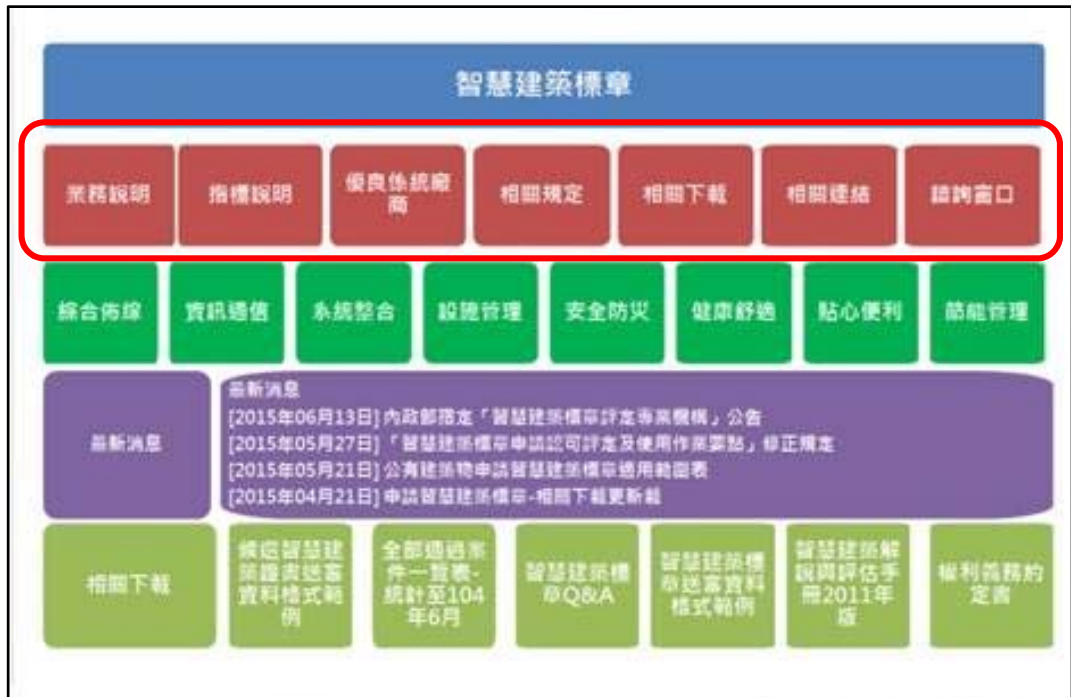 智慧建築標章
業務說明
指標說明
優良係統廠
商
相關規定
相關下載
相關連結
諮詢窗口
綜合佈線
資訊通信
系統整合
設施管理
安全防災
健康舒適
貼心便利
節能管理
最新消息
最新消息
[2015年06月13日] 內政部指定「智慧建築標章評定專業機構」公告
[2015年05月27日] 「智慧建築標章申請認可評定及使用作業要點」修正規定
[2015年05月21日] 公有建築物申請智慧建築標章適用範圍表
[2015年04月21日] 申請智慧建築標章-相關下載更新載
相關下載
候選智慧建
築證書送審
資料格式範
例
全部通過案
件一覽表-
統計至104
年6月
智慧建築標
章Q&A
智慧建築標
章送審資料
格式範例
智慧建築解
說與評估手
冊2011年
版
權利義務約
定書